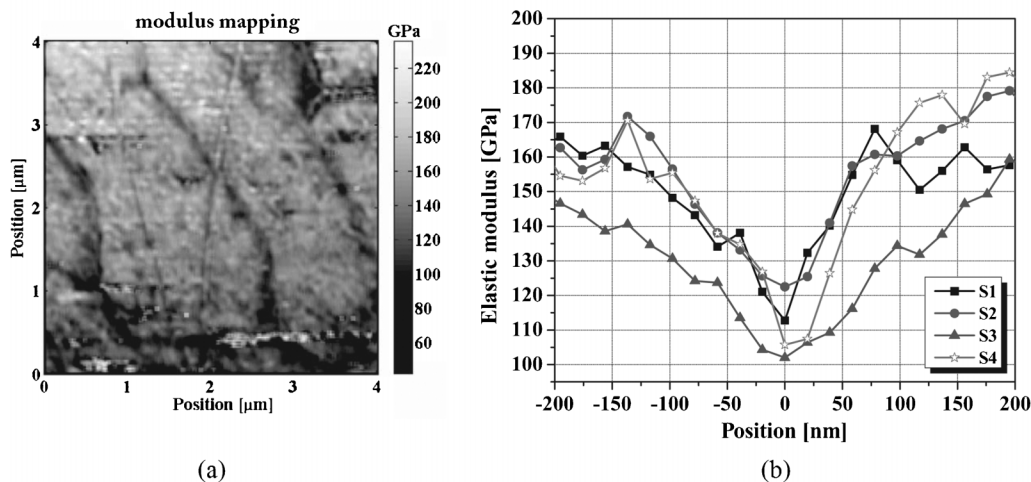 modulus mapping
GPa
4
3
2
1
0
Position [μm]
0 1 2 3 4
Position [μm]
220
200
180
160
140
120
100
80
60
(a)
200
190
180
170
160
150
140
130
120
110
100
Elastic modulus [GPa]
-200 -150 -100 -50 0 50 100 150 200
Position [nm]
S1
S2
S3
S4
(b)